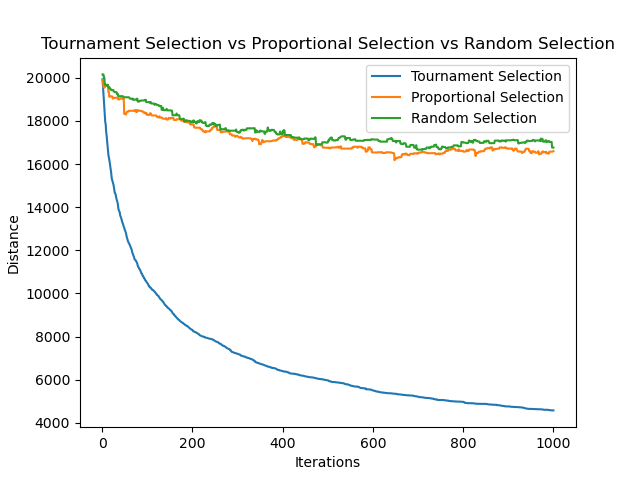 Tournament Selection vs Proportional Selection vs Random Selection
Tournament Selection
Proportional Selection
Random Selection
Distance
20000
18000
16000
14000
12000
10000
8000
6000
4000
0 200 400 600 800 1000
Iterations